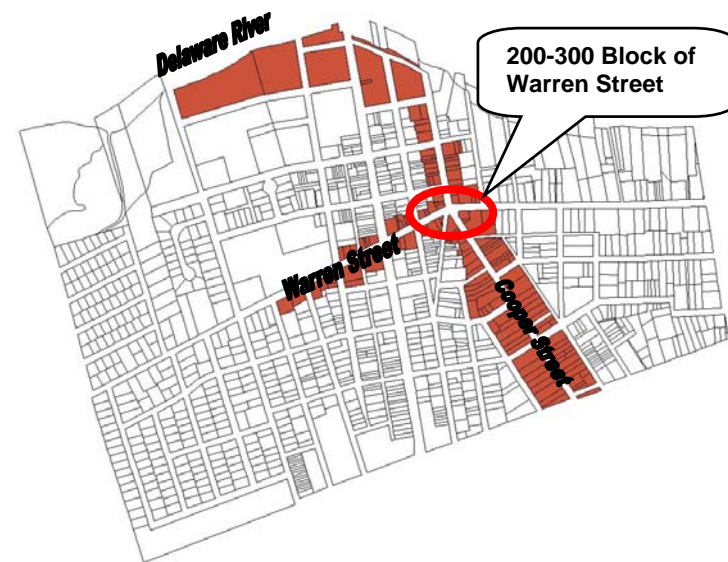 Delaware River
200-300 Block of
Warren Street
Warren Street
Cooper Street